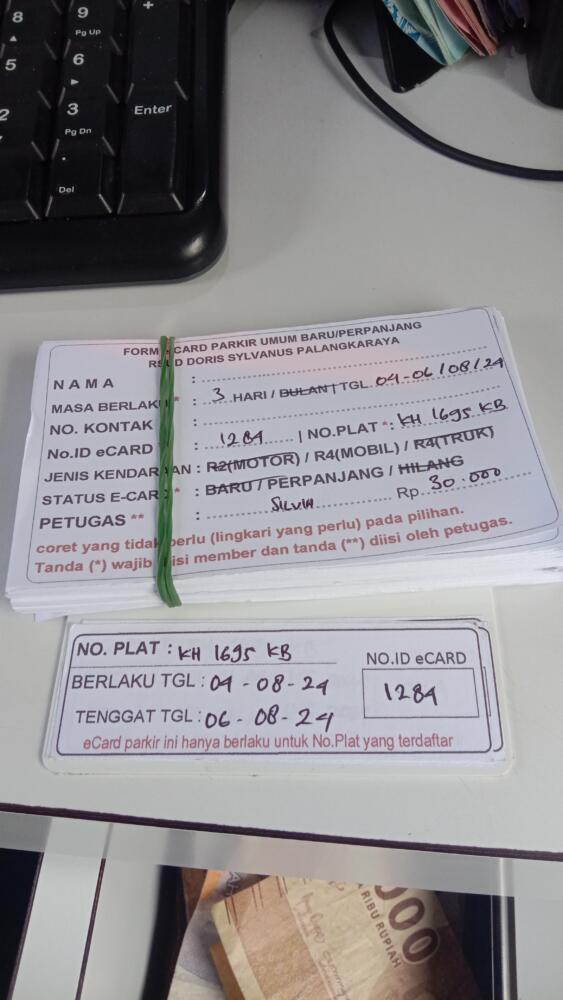 8
9
+
Pg Up
5
6
2
3
Enter
Pg Dn
.
Del
FORM eCARD PARKIR UMUM BARU/PERPANJANG
RSUD DORIS SYLVANUS PALANGKARAYA
NAMA :
MASA BERLAKU * : 3 HARI / BULAN | TGL 04-06/08/24
NO. KONTAK :
No.ID eCARD : 1284 | NO.PLAT * : KH 1695 KB
JENIS KENDARAAN : R2(MOTOR) / R4(MOBIL) / R4(TRUK)
STATUS E-CARD * : BARU / PERPANJANG / HILANG
PETUGAS ** : SILVIA Rp. 30.000
coret yang tidak perlu (lingkari yang perlu) pada pilihan.
Tanda (*) wajib diisi member dan tanda (**) diisi oleh petugas.
NO. PLAT : KH 1695 KB
NO.ID eCARD
BERLAKU TGL : 04 - 08 - 24
1284
TENGGAT TGL : 06 - 08 - 24
eCard parkir ini hanya berlaku untuk No.Plat yang terdaftar
000
RIBU RUPIAH